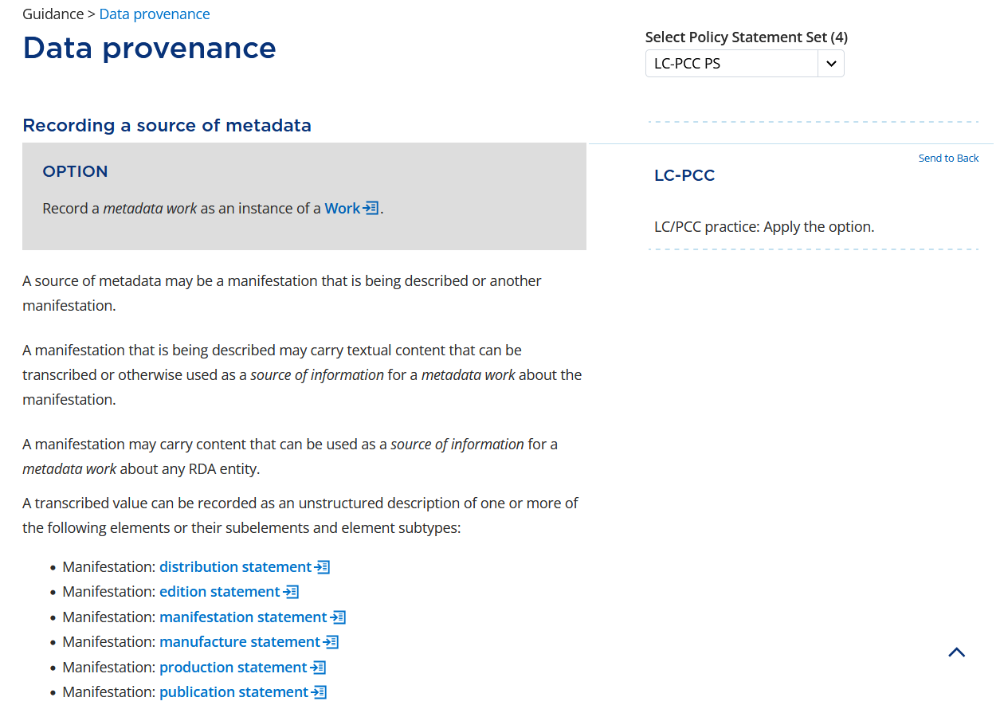 Guidance > Data provenance
Data provenance
Select Policy Statement Set (4)
LC-PCC PS
Recording a source of metadata
OPTION
Record a metadata work as an instance of a Work.
Send to Back
LC-PCC
LC/PCC practice: Apply the option.
A source of metadata may be a manifestation that is being described or another
manifestation.
A manifestation that is being described may carry textual content that can be
transcribed or otherwise used as a source of information for a metadata work about the
manifestation.
A manifestation may carry content that can be used as a source of information for a
metadata work about any RDA entity.
A transcribed value can be recorded as an unstructured description of one or more of
the following elements or their subelements and element subtypes:
• Manifestation: distribution statement
• Manifestation: edition statement
• Manifestation: manifestation statement
• Manifestation: manufacture statement
• Manifestation: production statement
• Manifestation: publication statement